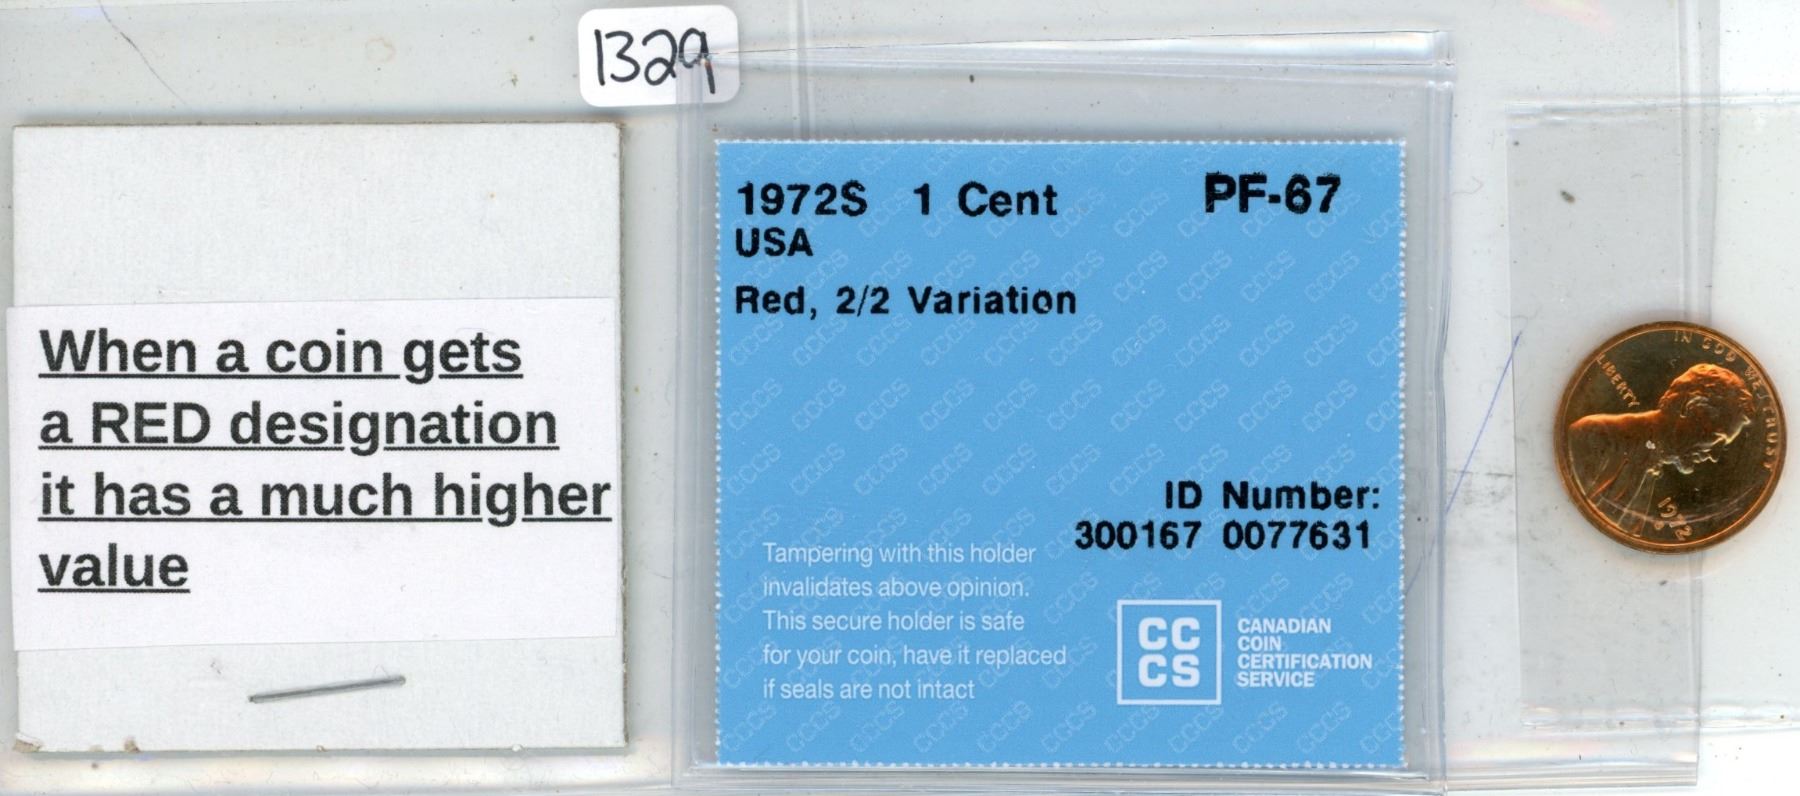 1329
When a coin gets
a RED designation
it has a much higher
value
1972S 1 Cent PF-67
USA
Red, 2/2 Variation
ID Number:
300167 0077631
Tampering with this holder
invalidates above opinion.
This secure holder is safe
for your coin, have it replaced
if seals are not intact
CC
CS
CANADIAN
COIN
CERTIFICATION
SERVICE
IN GOD WE TRUST
LIBERTY
1972
S